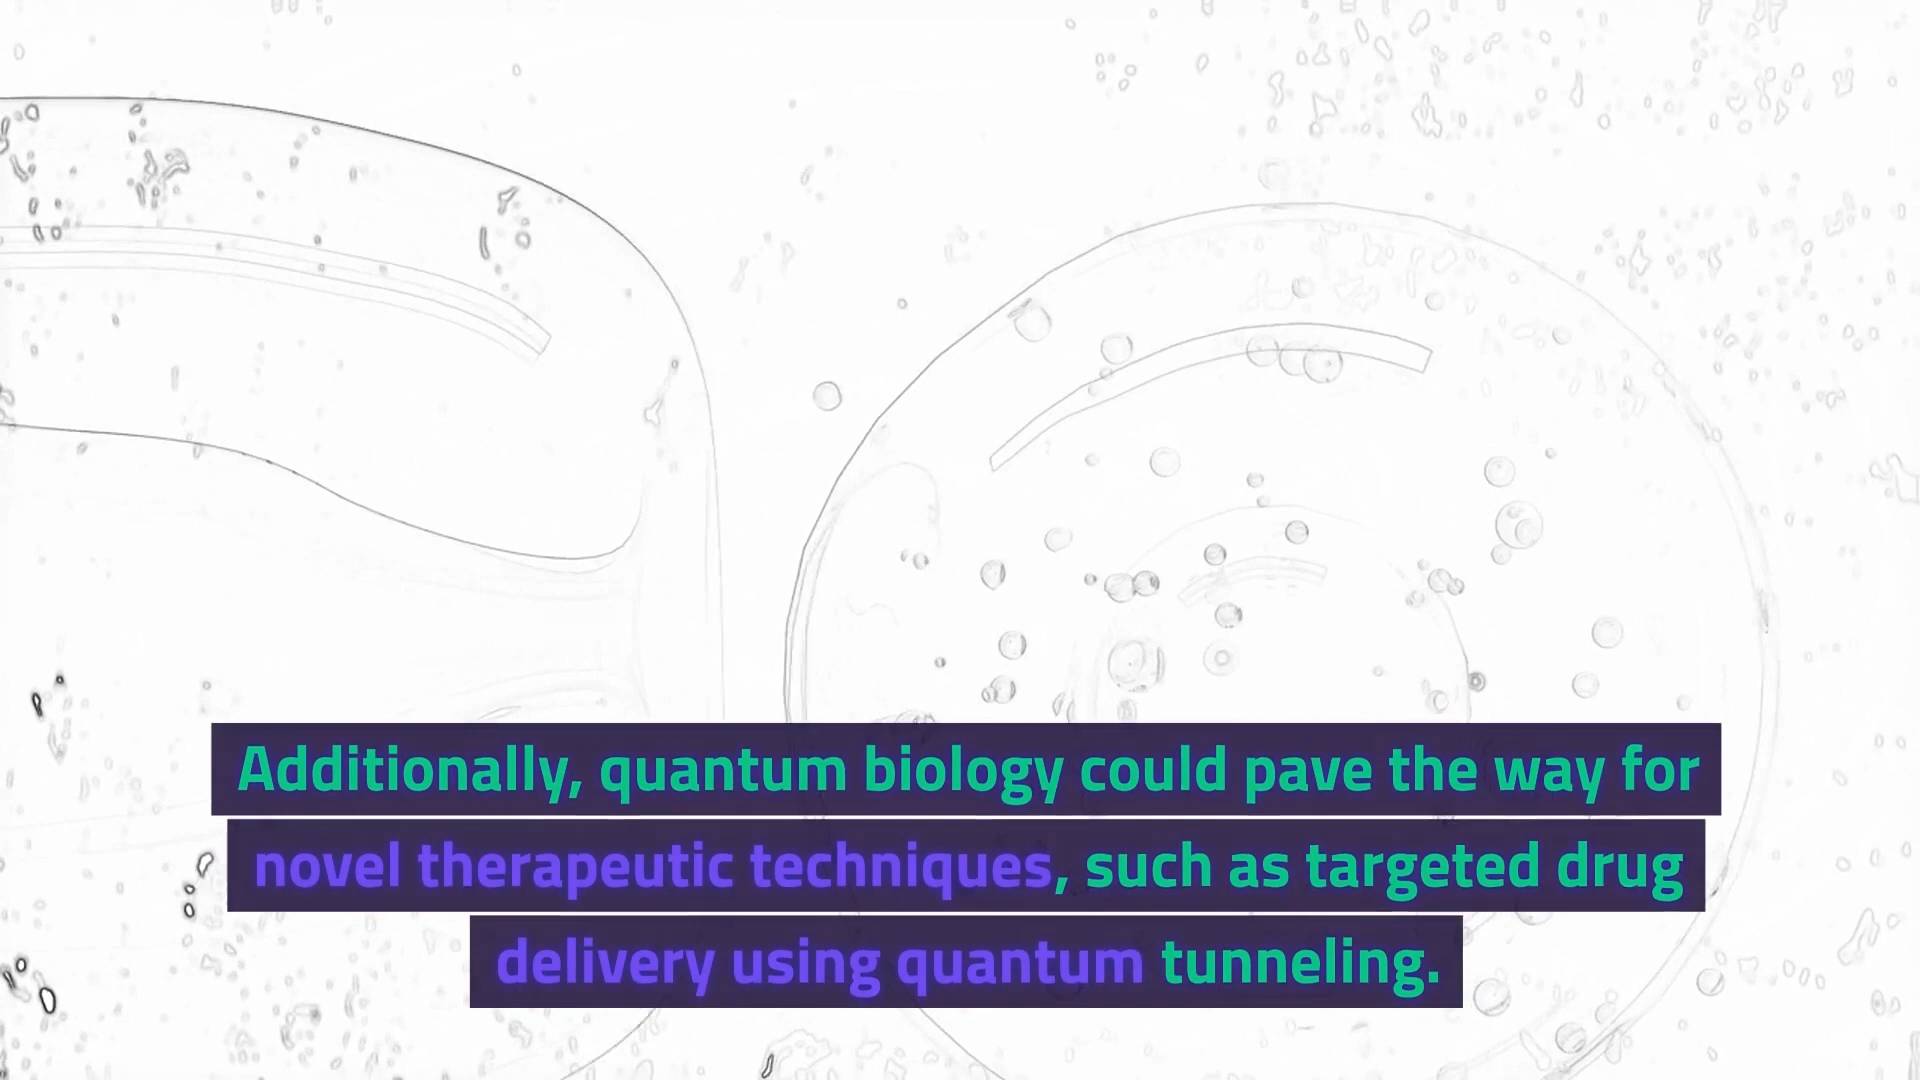 Additionally, quantum biology could pave the way for
novel therapeutic techniques, such as targeted drug
delivery using quantum tunneling.